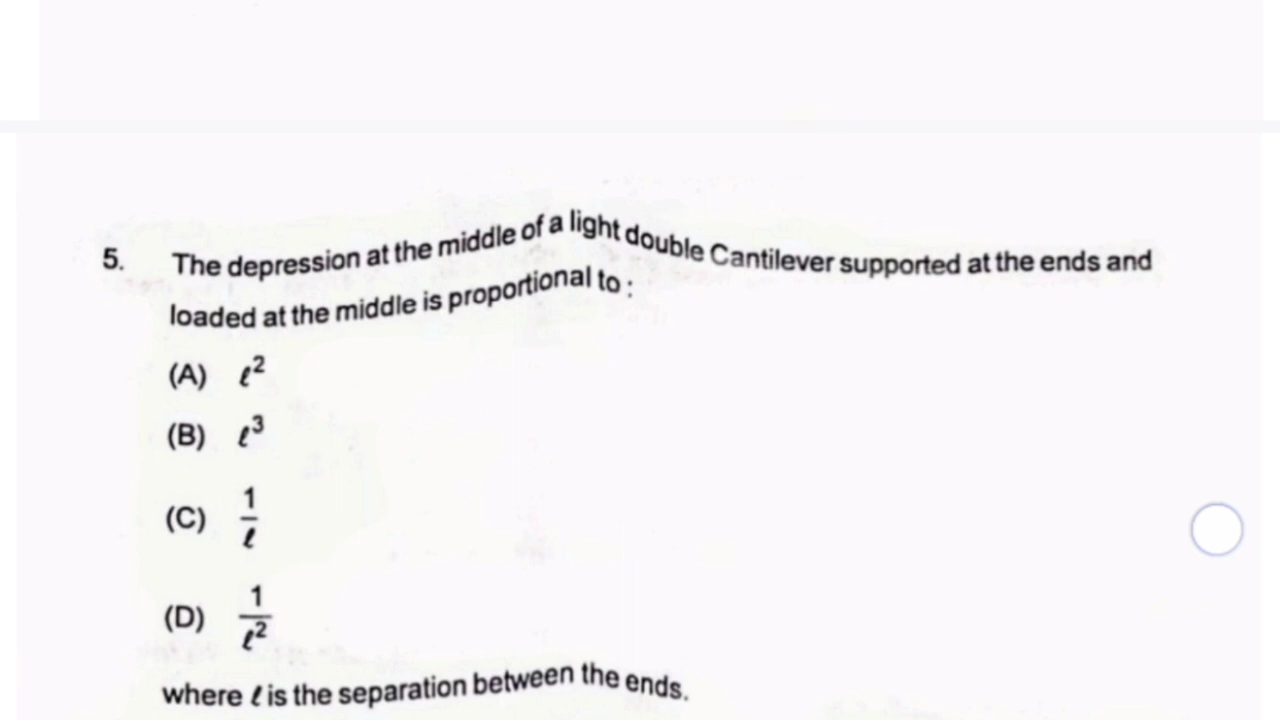 5. The depression at the middle of a light double Cantilever supported at the ends and
loaded at the middle is proportional to :
(A) ℓ²
(B) ℓ³
(C) 1/ℓ
(D) 1/ℓ²
where ℓ is the separation between the ends.